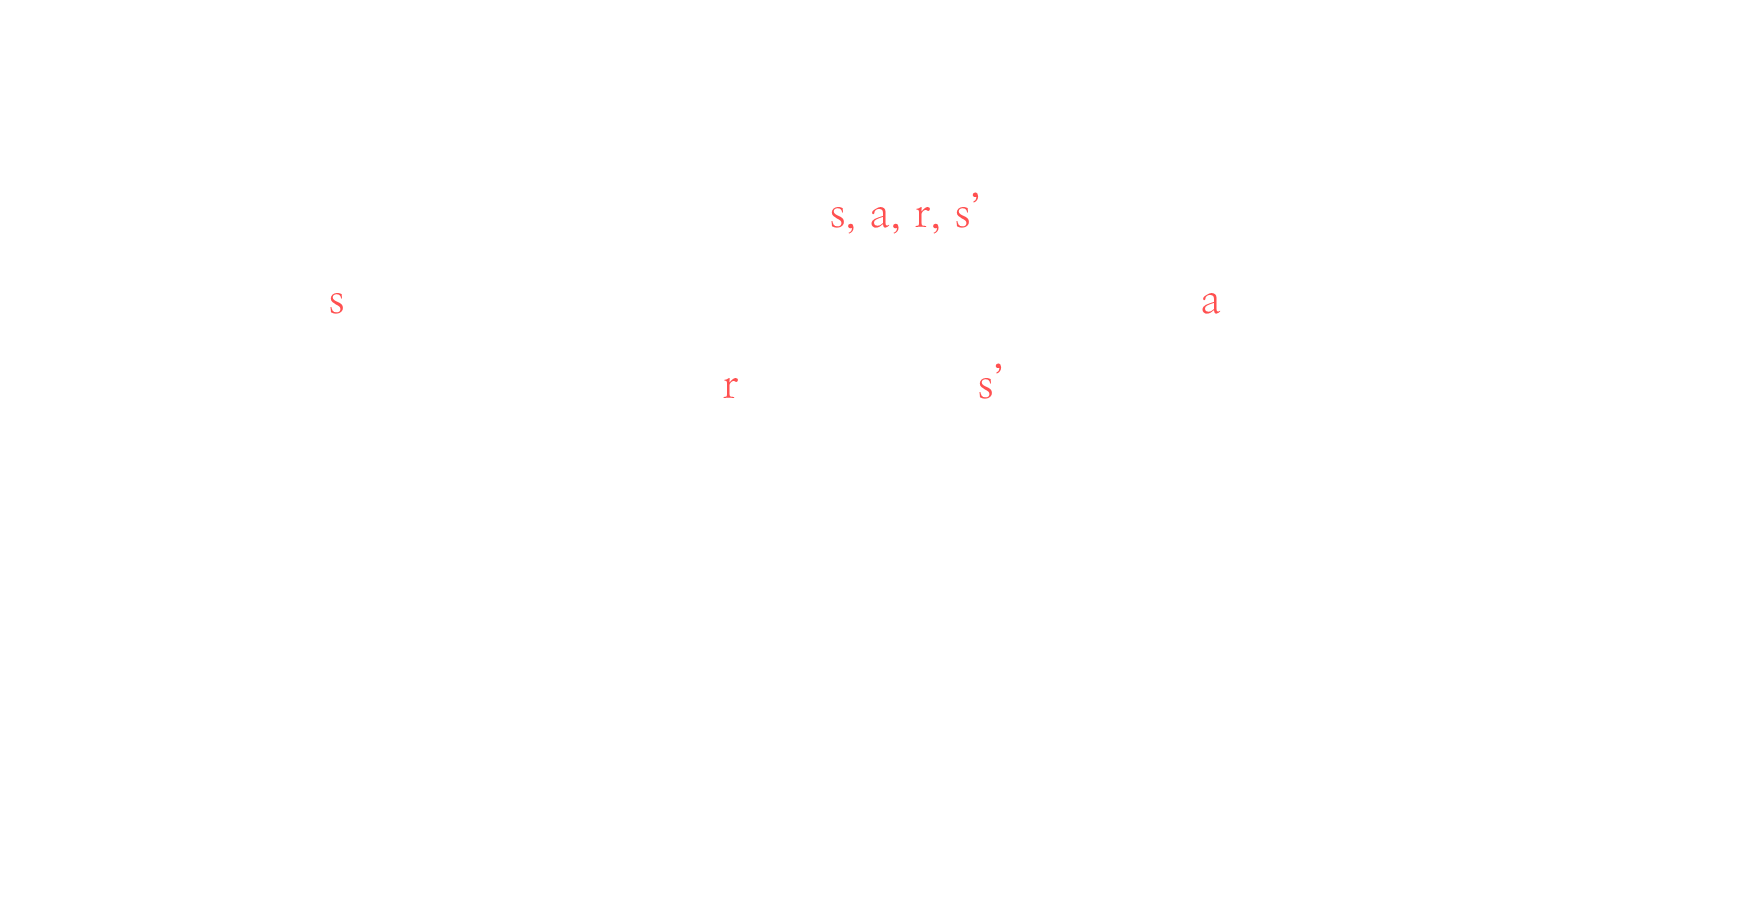 s, a, r, s’
s a
r s’